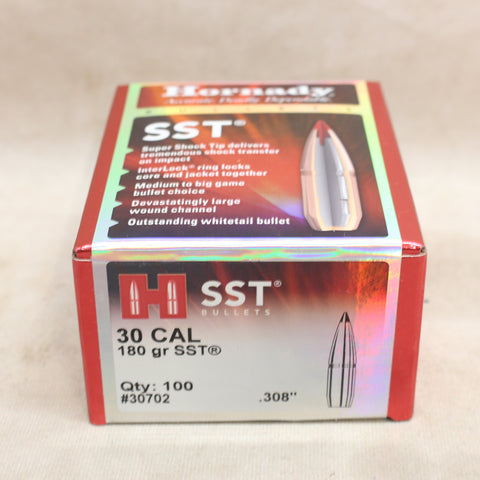 Hornady
Accurate. Deadly. Dependable.
BULLETS
SST®
Super Shock Tip delivers
tremendous shock transfer
on impact
InterLock® ring locks
core and jacket together
Medium to big game
bullet choice
Devastatingly large
wound channel
Outstanding whitetail bullet
H SST®
BULLETS
30 CAL
180 gr SST®
Qty: 100
#30702
.308"